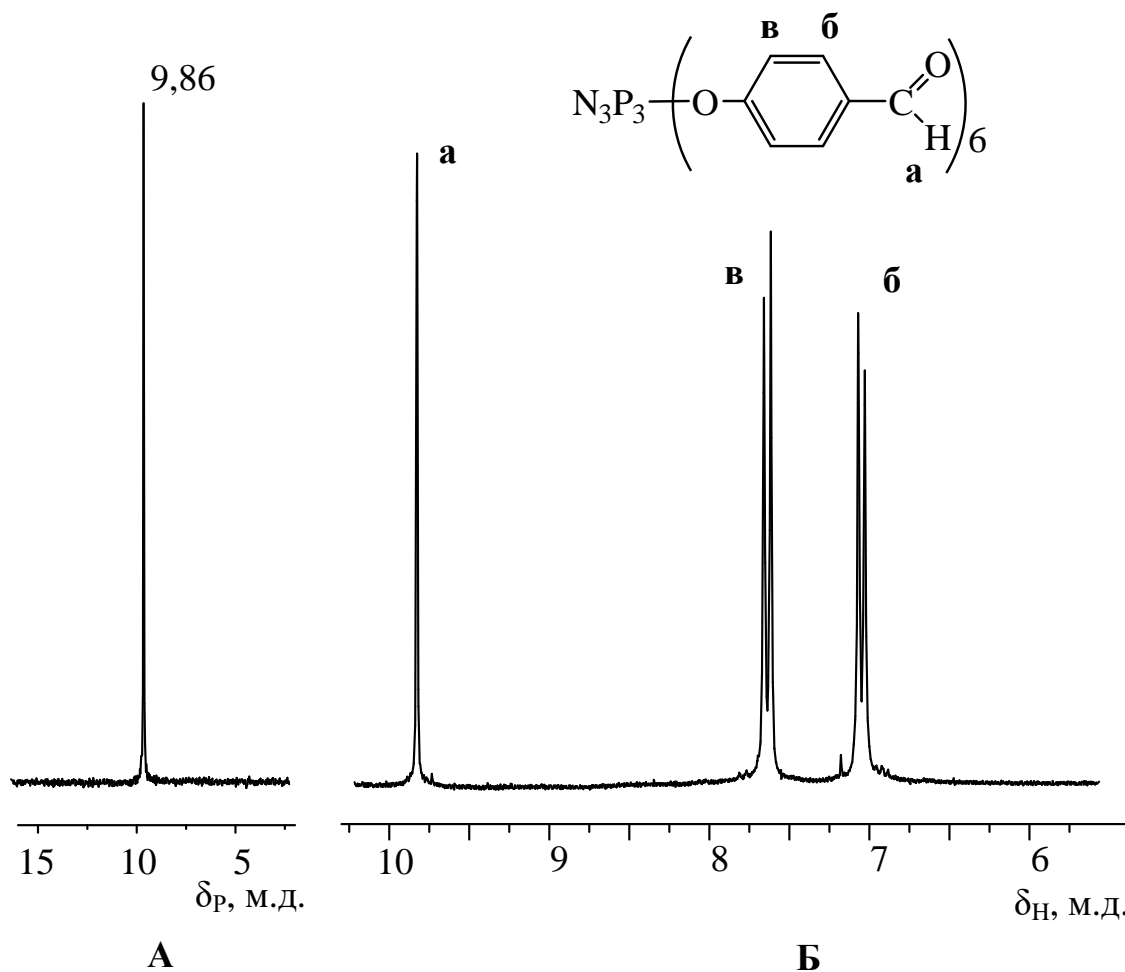 в б
9,86
N₃P₃ O C O
H 6
а
а
в
б
15 10 5
δP, м.д.
10 9 8 7 6
δH, м.д.
А
Б